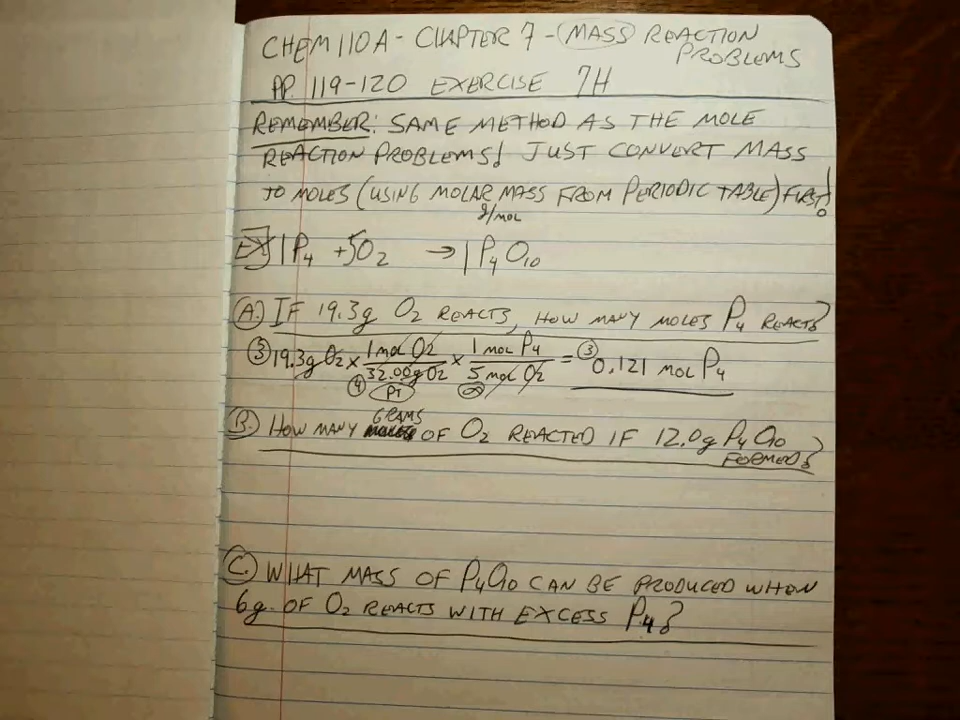 CHEM 110A - CHAPTER 7 - MASS REACTION
PROBLEMS
PP. 119-120 EXERCISE 7H
REMEMBER: SAME METHOD AS THE MOLE
REACTION PROBLEMS! JUST CONVERT MASS
TO MOLES (USING MOLAR MASS FROM PERIODIC TABLE) FIRST!
g/mol
EX 1P₄ + 5O₂ → 1P₄O₁₀
A. IF 19.3g O₂ REACTS, HOW MANY MOLES P₄ REACTS?
③ 19.3g O₂ × 1 mol O₂ / 32.00g O₂ × 1 mol P₄ / 5 mol O₂ = ③ 0.121 mol P₄
④ PT ∞
B. HOW MANY GRAMS OF O₂ REACTED IF 12.0g P₄O₁₀
FORMED?
C. WHAT MASS OF P₄O₁₀ CAN BE PRODUCED WHEN
6g. OF O₂ REACTS WITH EXCESS P₄?